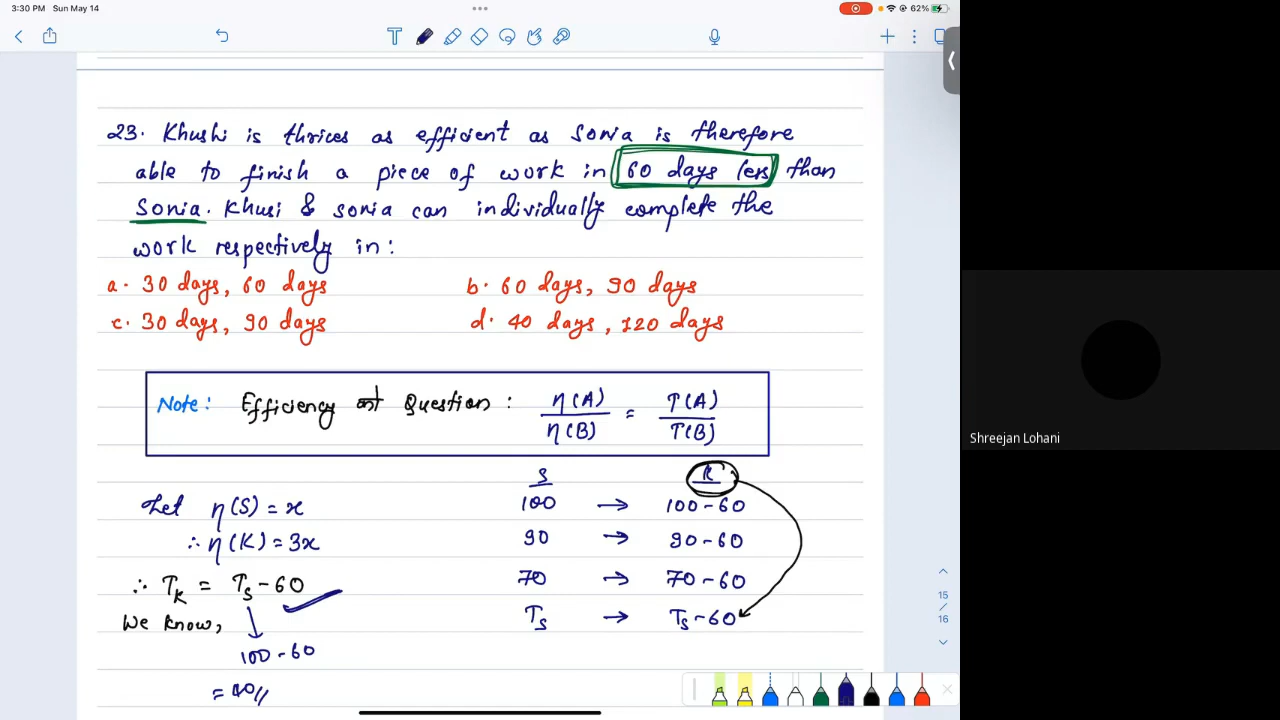 3:30 PM Sun May 14
62%
23. Khushi is thrices as efficient as Sonia is therefore
able to finish a piece of work in 60 days less than
Sonia. Khusi & sonia can individually complete the
work respectively in:
a. 30 days, 60 days
b. 60 days, 90 days
c. 30 days, 90 days
d. 40 days, 120 days
Note: Efficiency Question: η(A)/η(B) = T(A)/T(B)
S K
Let η(S) = x
100 → 100-60
∴ η(K) = 3x
90 → 90-60
∴ T_K = T_S - 60
70 → 70-60
We know,
T_S → T_S-60
100 - 60
= 40//
15
/
16
Shreejan Lohani